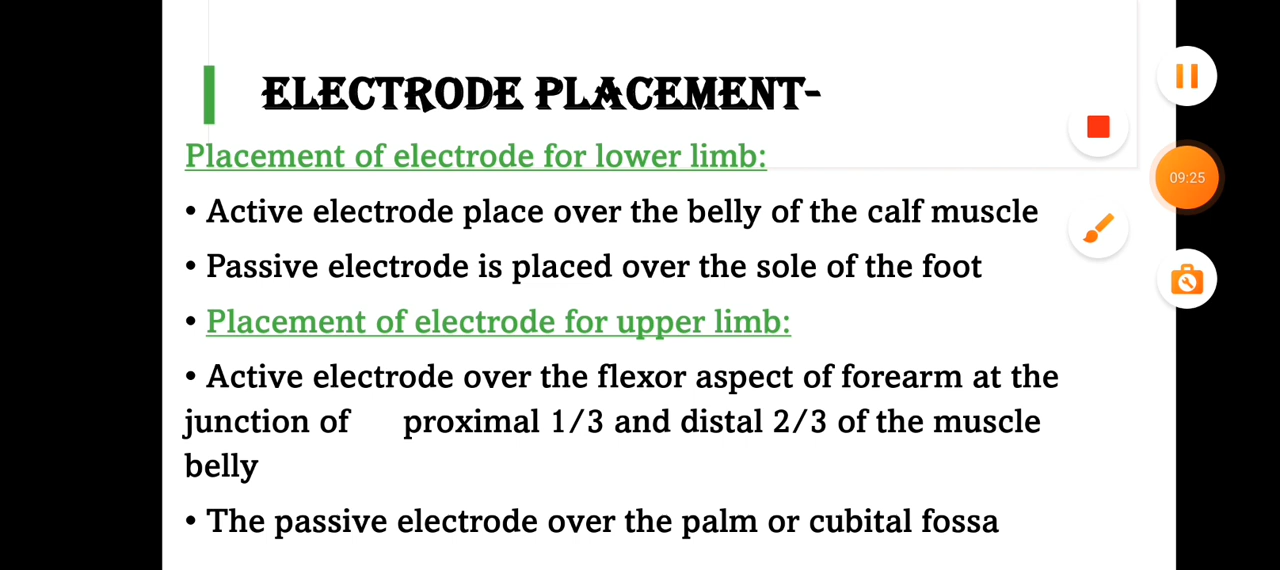 ELECTRODE PLACEMENT-
Placement of electrode for lower limb:
• Active electrode place over the belly of the calf muscle
• Passive electrode is placed over the sole of the foot
• Placement of electrode for upper limb:
• Active electrode over the flexor aspect of forearm at the
junction of proximal 1/3 and distal 2/3 of the muscle
belly
• The passive electrode over the palm or cubital fossa
09:25